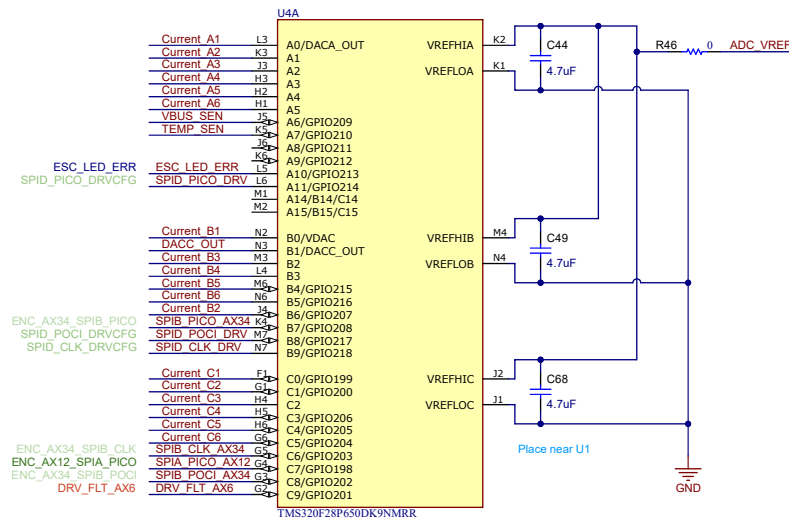 U4A
Current_A1 L3 A0/DACA_OUT VREFHIA K2
Current_A2 K3 A1
Current_A3 J3 A2 VREFLOA K1
Current_A4 H3 A3
Current_A5 H2 A4
Current_A6 H1 A5
VBUS_SEN J5 A6/GPIO209
TEMP_SEN K5 A7/GPIO210
J6 A8/GPIO211
K6 A9/GPIO212
ESC_LED_ERR ESC_LED_ERR L5 A10/GPIO213
SPID_PICO_DRVCFG SPID_PICO_DRV L6 A11/GPIO214
M1 A14/B14/C14
M2 A15/B15/C15
C44
4.7uF
R46 0 ADC_VREF
Current_B1 N2 B0/VDAC VREFHIB M4
DACC_OUT N3 B1/DACC_OUT
Current_B3 M3 B2 VREFLOB N4
Current_B4 L4 B3
Current_B5 M6 B4/GPIO215
Current_B6 N6 B5/GPIO216
Current_B2 J4 B6/GPIO207
ENC_AX34_SPIB_PICO SPIB_PICO_AX34 K4 B7/GPIO208
SPID_POCI_DRVCFG SPID_POCI_DRV M7 B8/GPIO217
SPID_CLK_DRVCFG SPID_CLK_DRV N7 B9/GPIO218
C49
4.7uF
Current_C1 F1 C0/GPIO199 VREFHIC J2
Current_C2 G1 C1/GPIO200
Current_C3 H4 C2 VREFLOC J1
Current_C4 H5 C3/GPIO206
Current_C5 H6 C4/GPIO205
Current_C6 G6 C5/GPIO204
ENC_AX34_SPIB_CLK SPIB_CLK_AX34 G5 C6/GPIO203
ENC_AX12_SPIA_PICO SPIA_PICO_AX12 G4 C7/GPIO198
ENC_AX34_SPIB_POCI SPIB_POCI_AX34 G3 C8/GPIO202
DRV_FLT_AX6 DRV_FLT_AX6 G2 C9/GPIO201
C68
4.7uF
Place near U1
GND
TMS320F28P650DK9NMRR